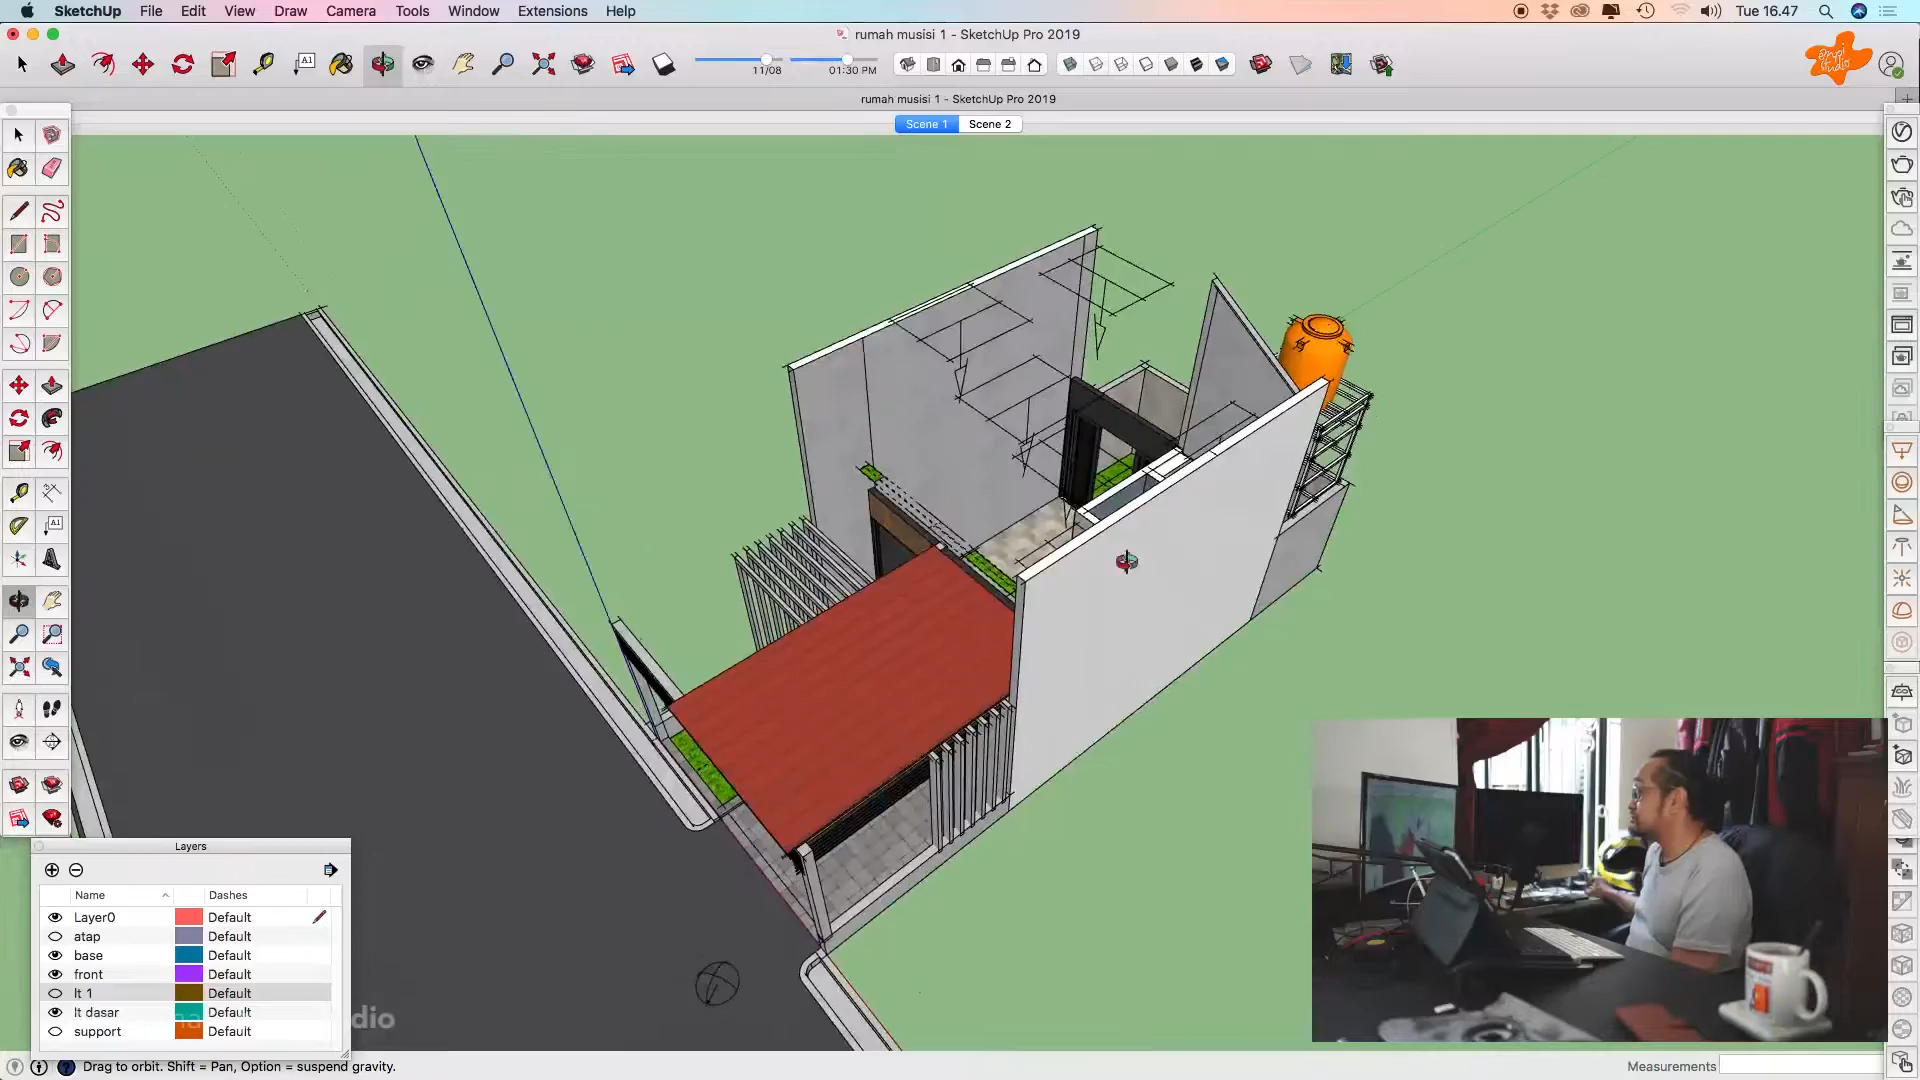 SketchUp File Edit View Draw Camera Tools Window Extensions Help Tue 16.47
rumah musisi 1 - SketchUp Pro 2019
A1
11/08 01:30 PM
rumah musisi 1 - SketchUp Pro 2019
Scene 1 Scene 2
A1
Layers
Name Dashes
Layer0 Default
atap Default
base Default
front Default
lt 1 Default
lt dasar Default
support Default
dio
Drag to orbit. Shift = Pan, Option = suspend gravity.
Measurements